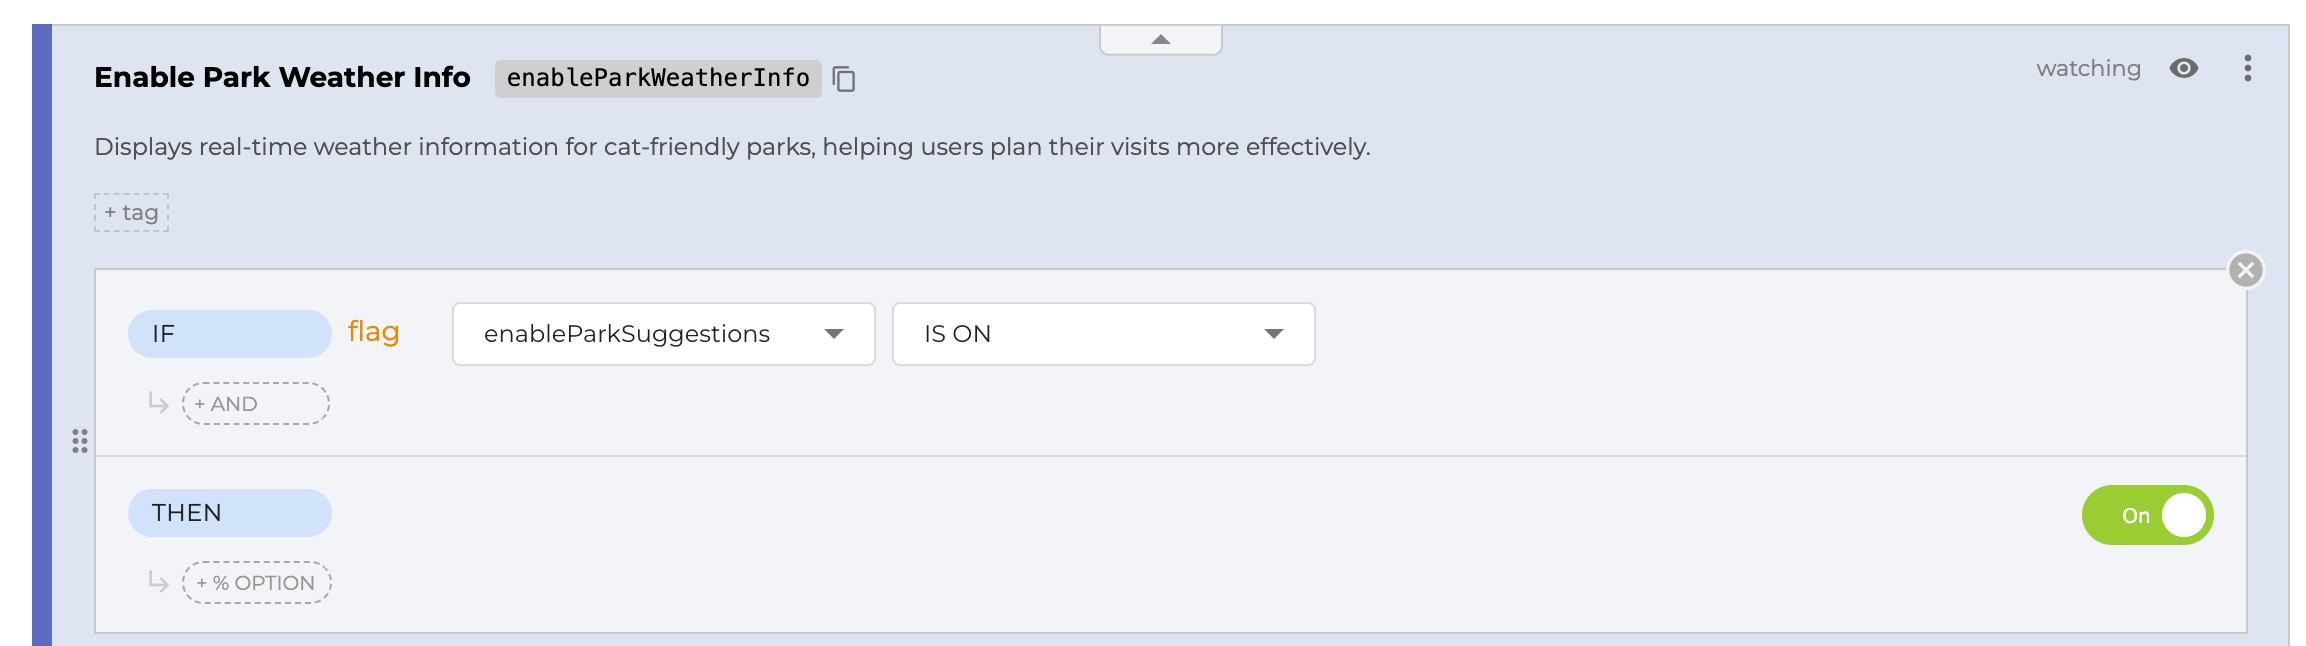 Enable Park Weather Info enableParkWeatherInfo watching
Displays real-time weather information for cat-friendly parks, helping users plan their visits more effectively.
+ tag
IF flag enableParkSuggestions IS ON
+ AND
THEN On
+ % OPTION